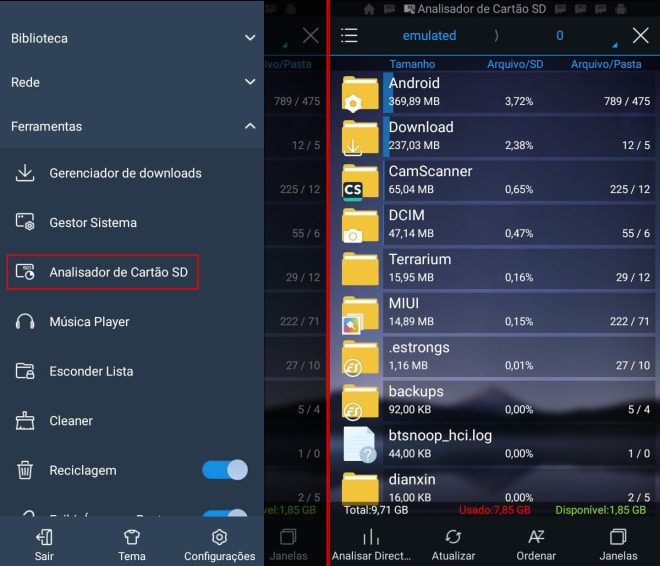 Biblioteca
Rede
Ferramentas
Gerenciador de downloads
Gestor Sistema
Analisador de Cartão SD
Música Player
Esconder Lista
Cleaner
Reciclagem
Sair
Tema
Configurações
ivo/Pasta
789 / 475
12 / 5
225 / 12
55 / 6
29 / 12
222 / 71
27 / 10
5 / 4
1 / 0
2 / 5
vel:1,85 GB
Janelas
Analisador de Cartão SD
emulated 〉 0
Tamanho Arquivo/SD Arquivo/Pasta
Android
369,89 MB 3,72% 789 / 475
Download
237,03 MB 2,38% 12 / 5
CamScanner
CS 65,04 MB 0,65% 225 / 12
DCIM
47,14 MB 0,47% 55 / 6
Terrarium
15,95 MB 0,16% 29 / 12
MIUI
14,89 MB 0,15% 222 / 71
.estrongs
1,16 MB 0,01% 27 / 10
backups
92,00 KB 0,00% 5 / 4
btsnoop_hci.log
44,00 KB 0,00% 1 / 0
dianxin
16,00 KB 0,00% 2 / 5
Total:9,71 GB Usado:7,85 GB Disponível:1,85 GB
Analisar Direct... Atualizar Ordenar Janelas